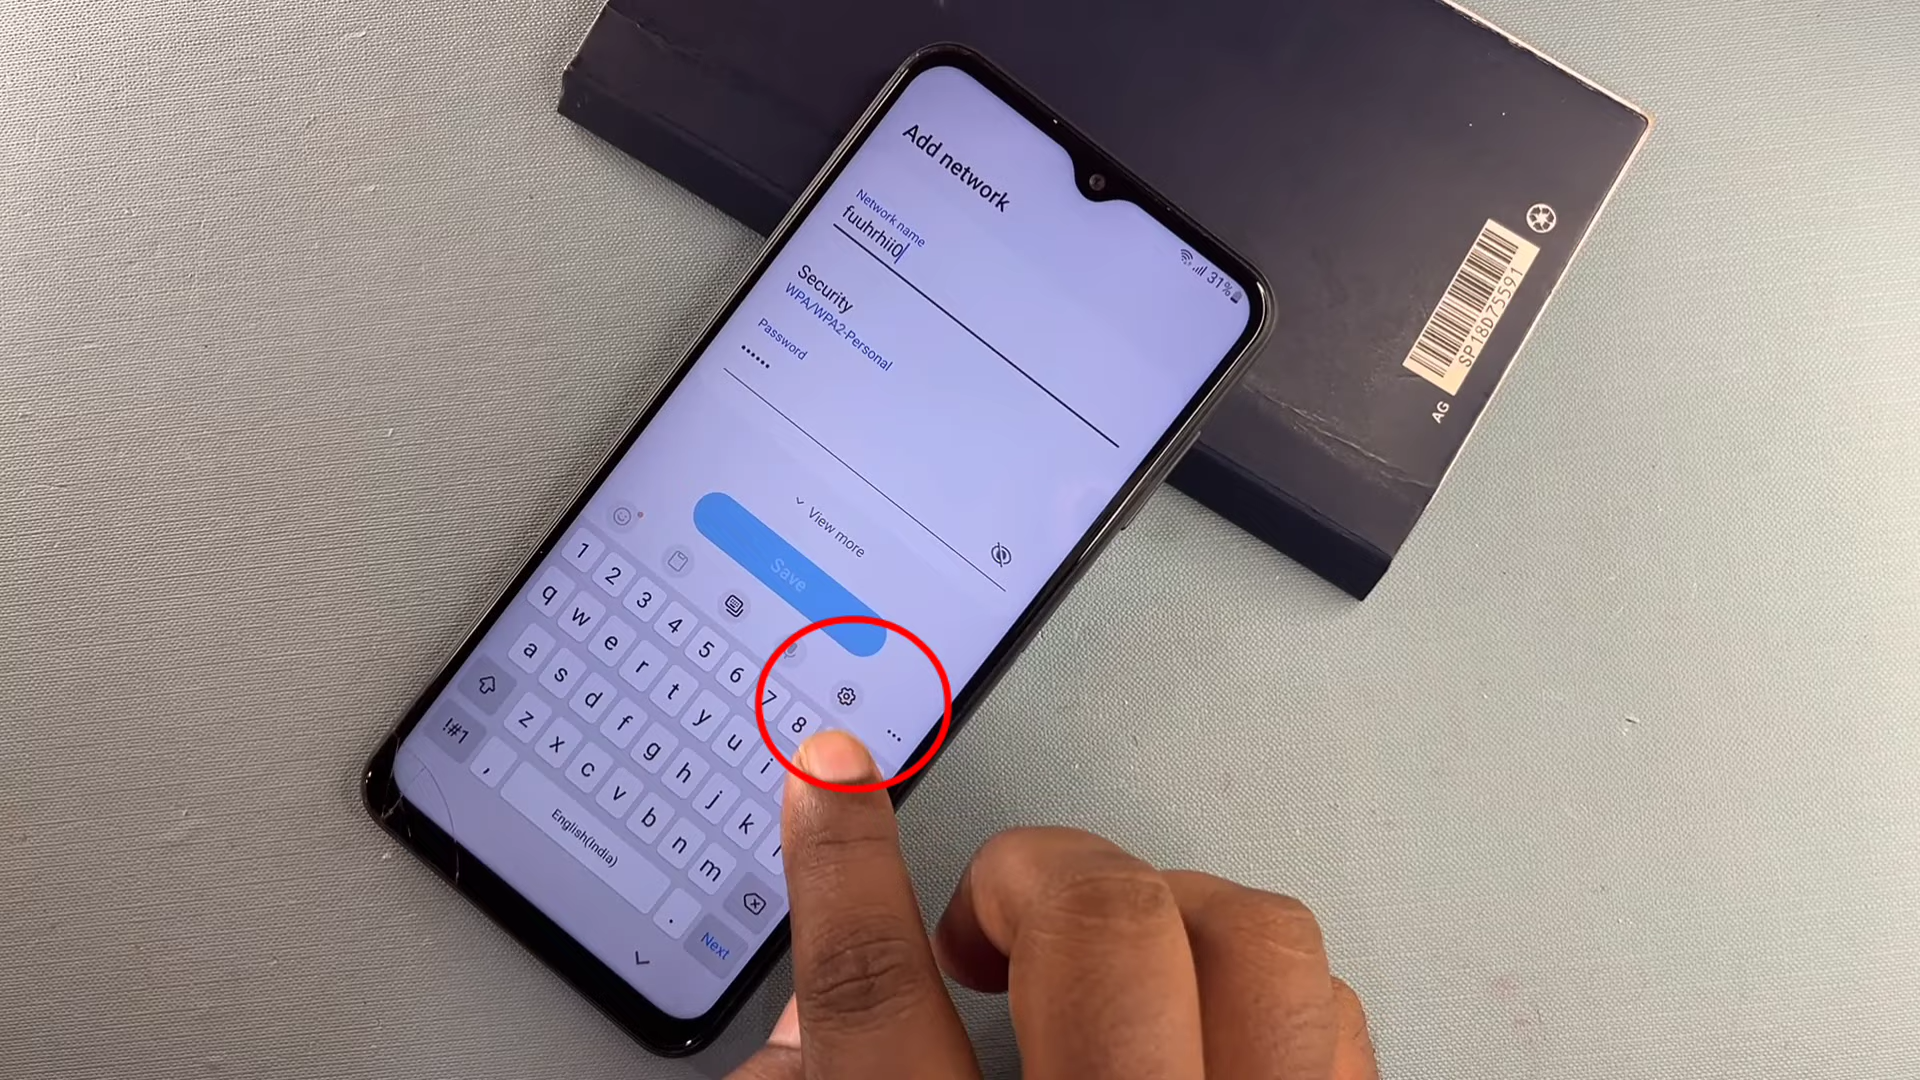 Add network
31%
Network name
fuuhrhii0
Security
WPA/WPA2-Personal
Password
••••••
View more
Save
1 2 3 4 5 6 7 8
q w e r t y u i
a s d f g h j k l
z x c v b n m
!#1 , English(India) . Next
SP18D75591
AG